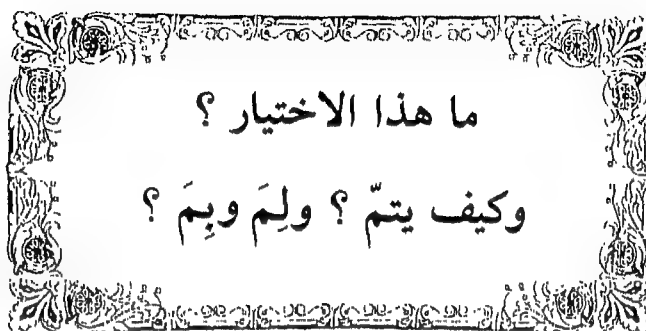 ما هذا الاختيار ؟
وكيف يتمّ ؟ ولِمَ وبِمَ ؟